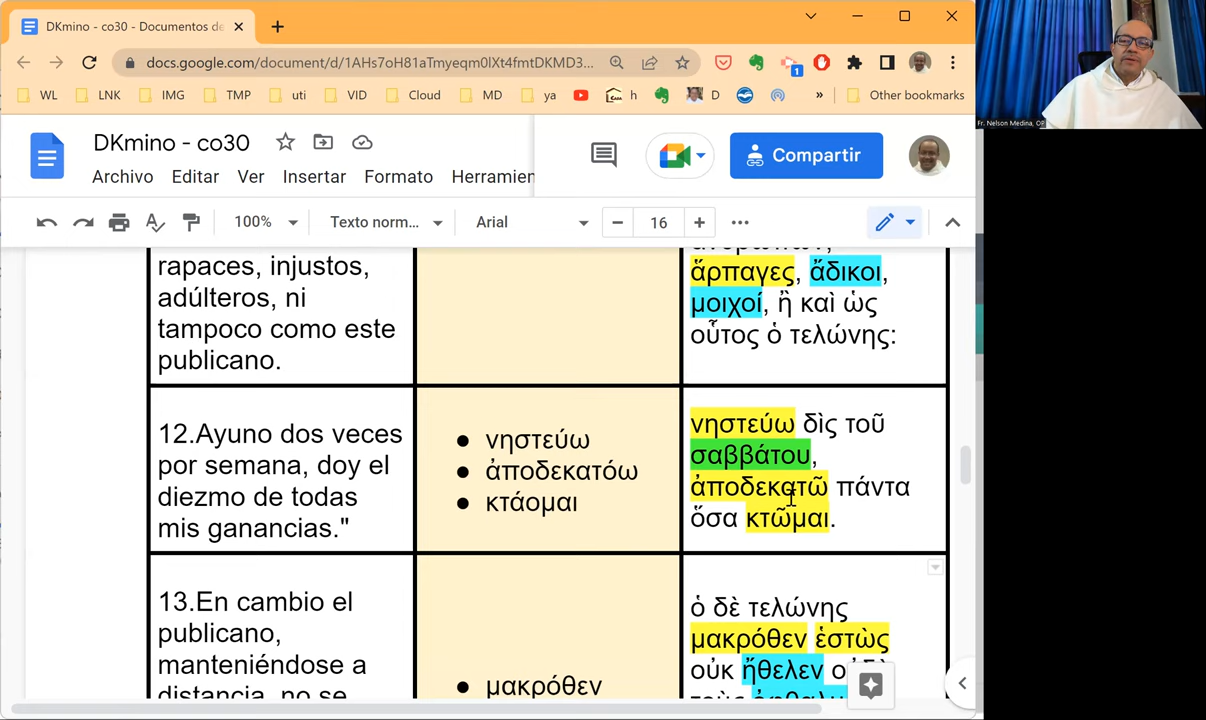 DKmino - co30 - Documentos de
docs.google.com/document/d/1AHs7oH81aTmyeqm0lXt4fmtDKMD3...
1
WL LNK IMG TMP uti VID Cloud MD ya h D » Other bookmarks
DKmino - co30
Archivo Editar Ver Insertar Formato Herramien
Compartir
100% Texto norm... Arial 16
Fr. Nelson Medina, OP
rapaces, injustos,
adúlteros, ni
tampoco como este
publicano.
ἅρπαγες, ἄδικοι,
μοιχοί, ἢ καὶ ὡς
οὗτος ὁ τελώνης:
12.Ayuno dos veces
por semana, doy el
diezmo de todas
mis ganancias."
● νηστεύω
● ἀποδεκατόω
● κτάομαι
νηστεύω δὶς τοῦ
σαββάτου,
ἀποδεκατῶ πάντα
ὅσα κτῶμαι.
13.En cambio el
publicano,
manteniéndose a
distancia, no se
● μακρόθεν
ὁ δὲ τελώνης
μακρόθεν ἑστὼς
οὐκ ἤθελεν